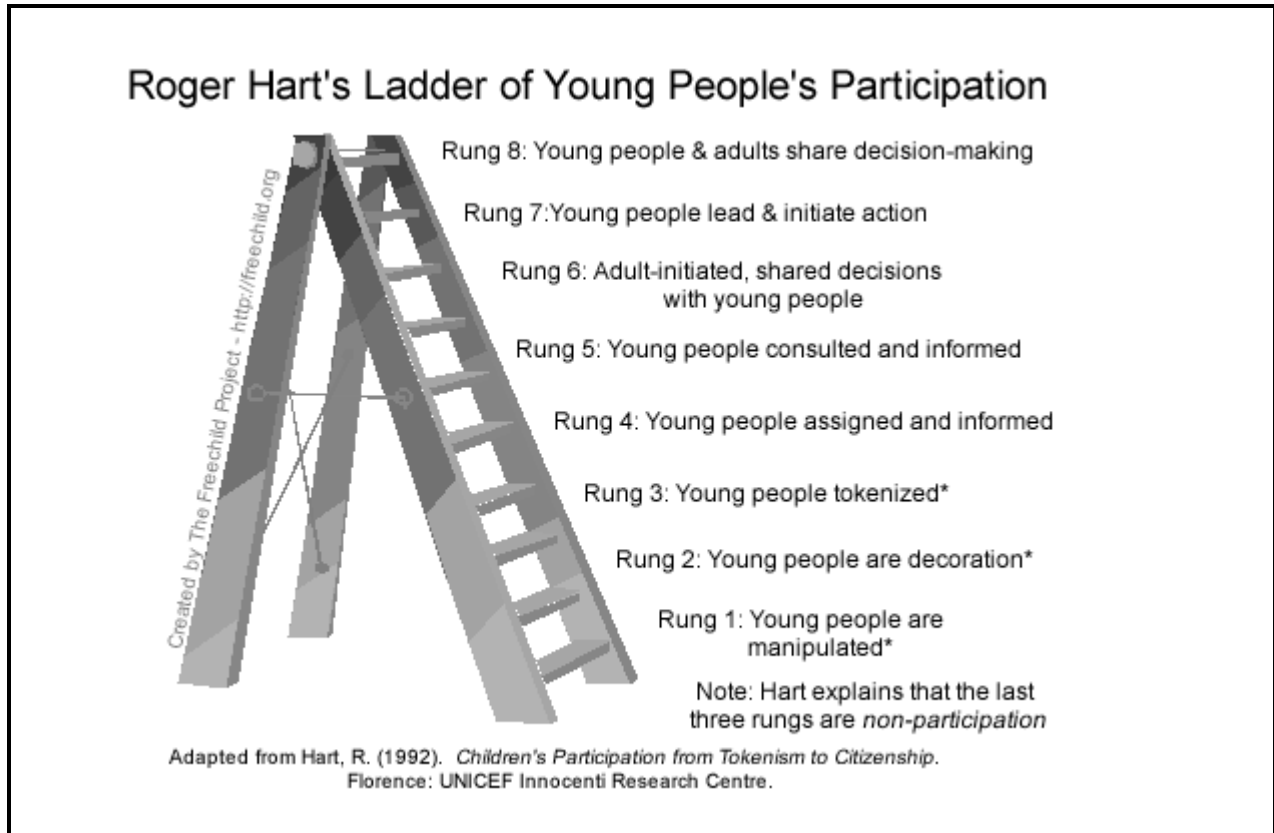 Roger Hart's Ladder of Young People's Participation
Created by The Freechild Project - http://freechild.org
Rung 8: Young people & adults share decision-making
Rung 7:Young people lead & initiate action
Rung 6: Adult-initiated, shared decisions
with young people
Rung 5: Young people consulted and informed
Rung 4: Young people assigned and informed
Rung 3: Young people tokenized*
Rung 2: Young people are decoration*
Rung 1: Young people are
manipulated*
Note: Hart explains that the last
three rungs are non-participation
Adapted from Hart, R. (1992). Children's Participation from Tokenism to Citizenship.
Florence: UNICEF Innocenti Research Centre.